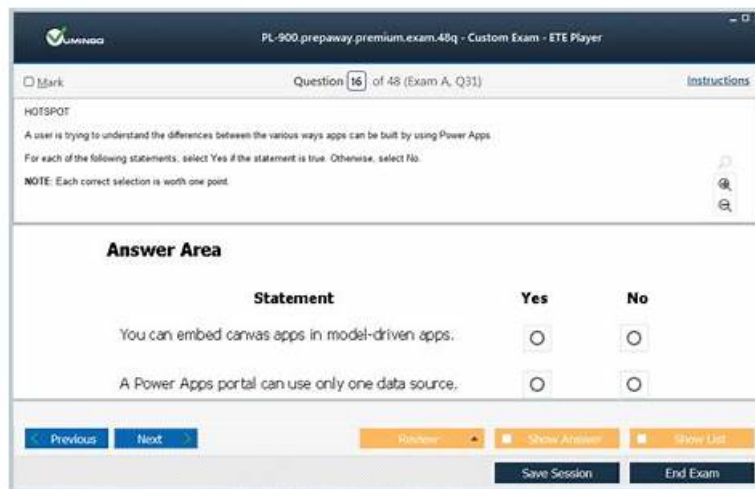 VUMINGO
PL-900.prepaway.premium.exam.48q - Custom Exam - ETE Player
Mark
Question 16 of 48 (Exam A, Q31)
Instructions
HOTSPOT
A user is trying to understand the differences between the various ways apps can be built by using Power Apps
For each of the following statements, select Yes if the statement is true. Otherwise, select No.
NOTE: Each correct selection is worth one point.
Answer Area
Statement Yes No
You can embed canvas apps in model-driven apps.
A Power Apps portal can use only one data source.
Previous Next Review Show Answer Show List
Save Session End Exam